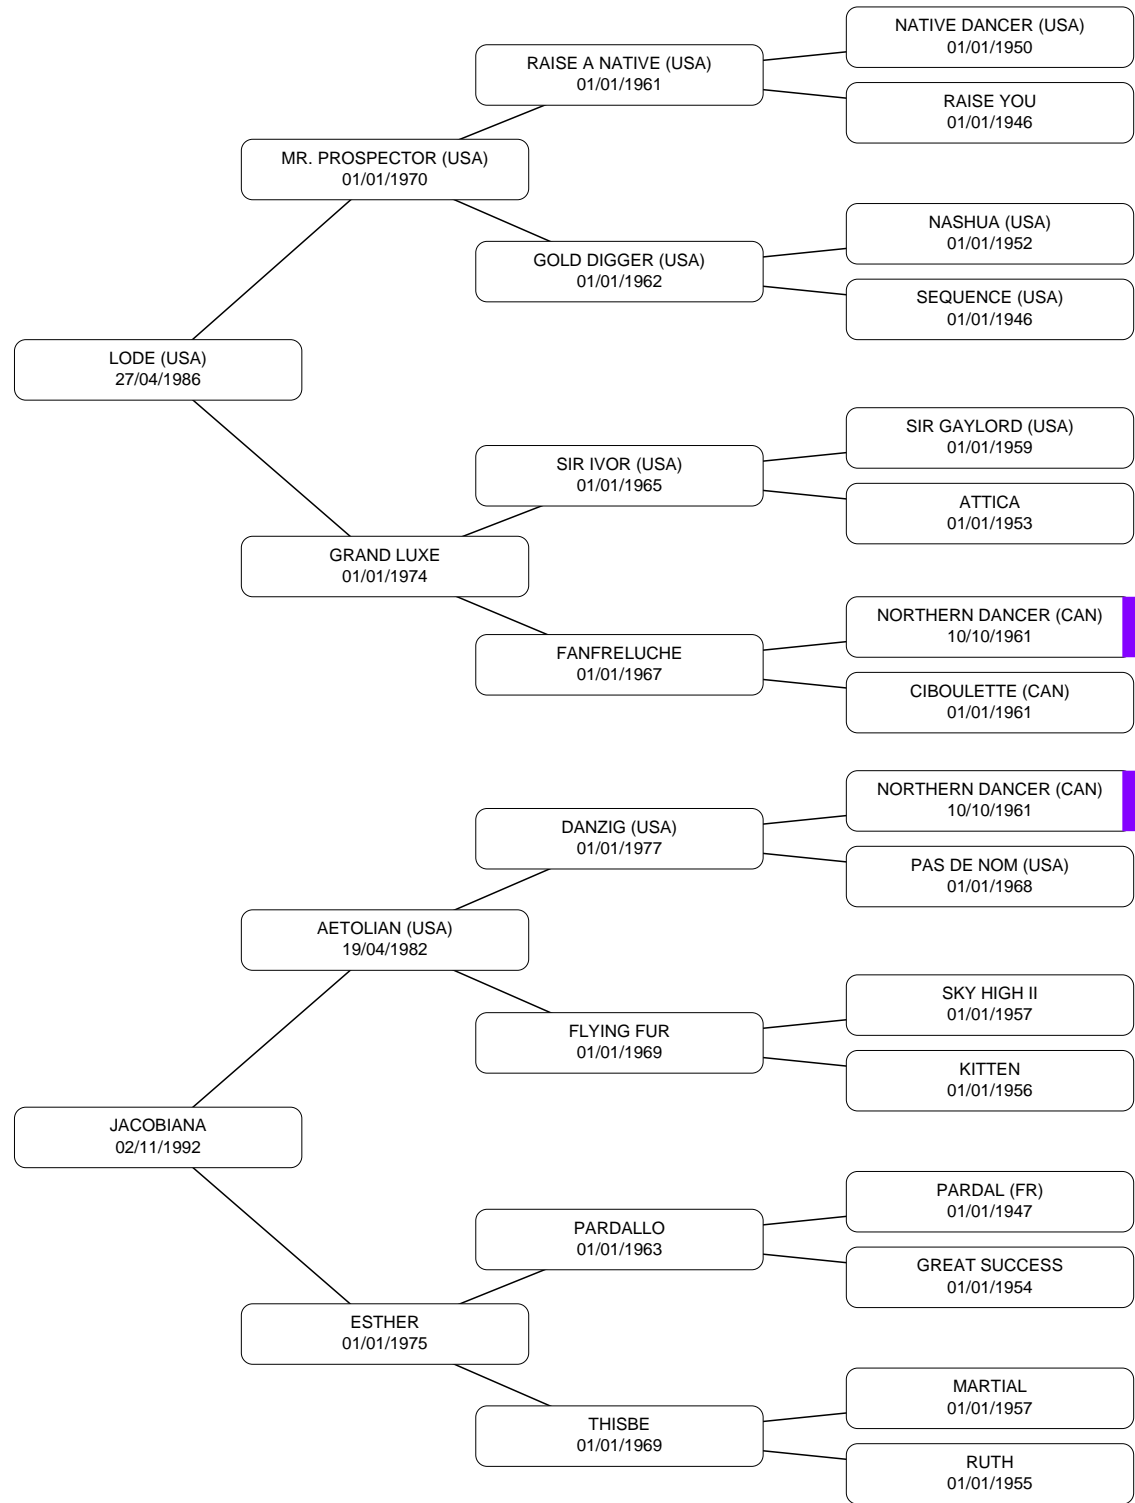 NATIVE DANCER (USA)
01/01/1950
RAISE A NATIVE (USA)
01/01/1961
RAISE YOU
01/01/1946
MR. PROSPECTOR (USA)
01/01/1970
NASHUA (USA)
01/01/1952
GOLD DIGGER (USA)
01/01/1962
SEQUENCE (USA)
01/01/1946
LODE (USA)
27/04/1986
SIR GAYLORD (USA)
01/01/1959
SIR IVOR (USA)
01/01/1965
ATTICA
01/01/1953
GRAND LUXE
01/01/1974
NORTHERN DANCER (CAN)
10/10/1961
FANFRELUCHE
01/01/1967
CIBOULETTE (CAN)
01/01/1961
NORTHERN DANCER (CAN)
10/10/1961
DANZIG (USA)
01/01/1977
PAS DE NOM (USA)
01/01/1968
AETOLIAN (USA)
19/04/1982
SKY HIGH II
01/01/1957
FLYING FUR
01/01/1969
KITTEN
01/01/1956
JACOBIANA
02/11/1992
PARDAL (FR)
01/01/1947
PARDALLO
01/01/1963
GREAT SUCCESS
01/01/1954
ESTHER
01/01/1975
MARTIAL
01/01/1957
THISBE
01/01/1969
RUTH
01/01/1955